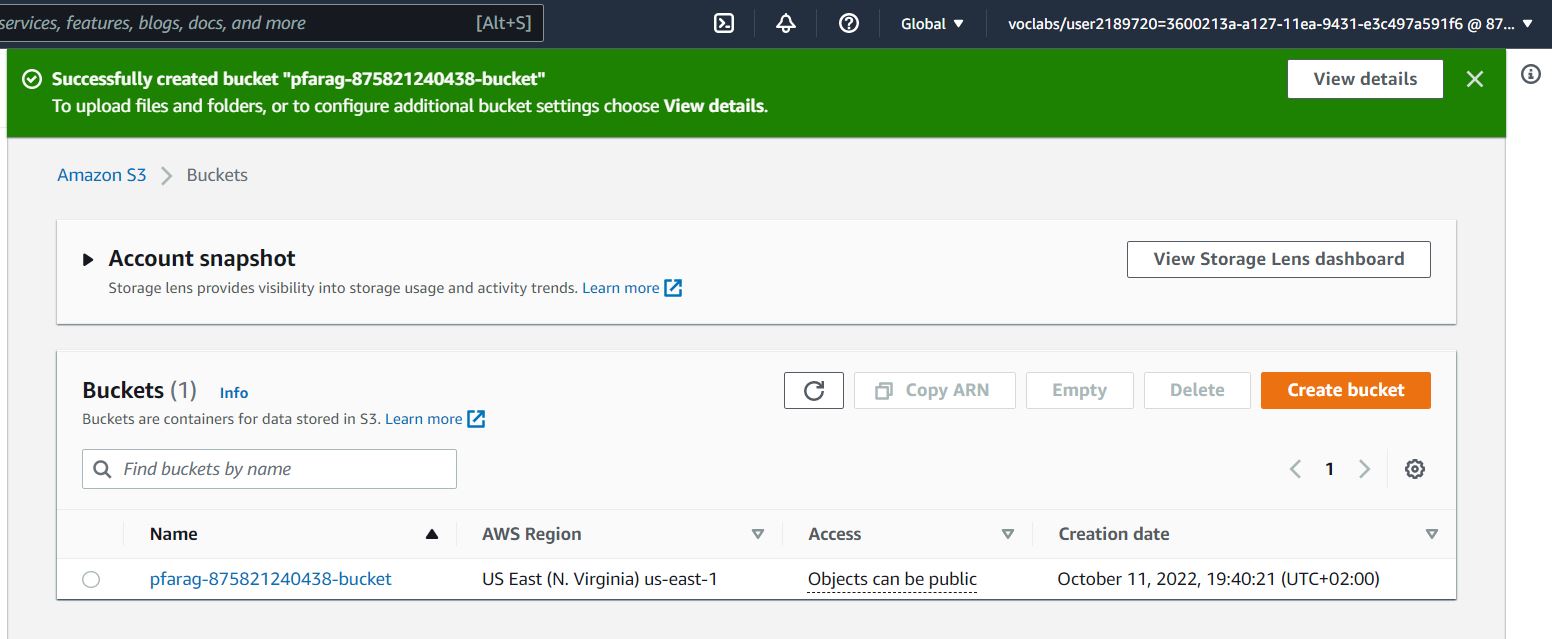 services, features, blogs, docs, and more [Alt+S] Global voclabs/user2189720=3600213a-a127-11ea-9431-e3c497a591f6 @ 87...
Successfully created bucket "pfarag-875821240438-bucket" View details
To upload files and folders, or to configure additional bucket settings choose View details.
Amazon S3 Buckets
Account snapshot View Storage Lens dashboard
Storage lens provides visibility into storage usage and activity trends. Learn more
Buckets (1) Info Copy ARN Empty Delete Create bucket
Buckets are containers for data stored in S3. Learn more
Find buckets by name 1
Name AWS Region Access Creation date
pfarag-875821240438-bucket US East (N. Virginia) us-east-1 Objects can be public October 11, 2022, 19:40:21 (UTC+02:00)